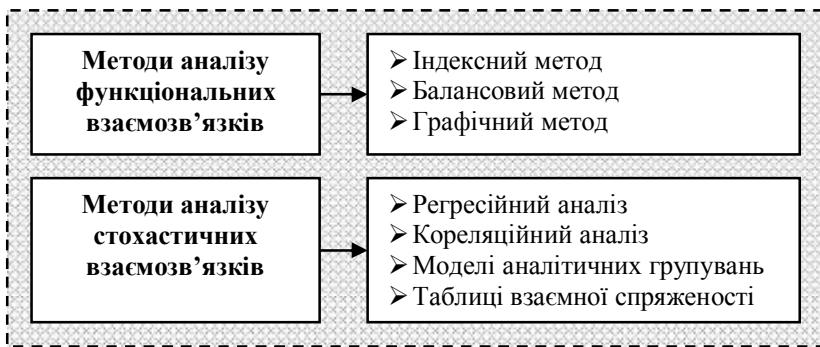 Методи аналізу
функціональних
взаємозв’язків
➢ Індексний метод
➢ Балансовий метод
➢ Графічний метод
Методи аналізу
стохастичних
взаємозв’язків
➢ Регресійний аналіз
➢ Кореляційний аналіз
➢ Моделі аналітичних групувань
➢ Таблиці взаємної спряженості